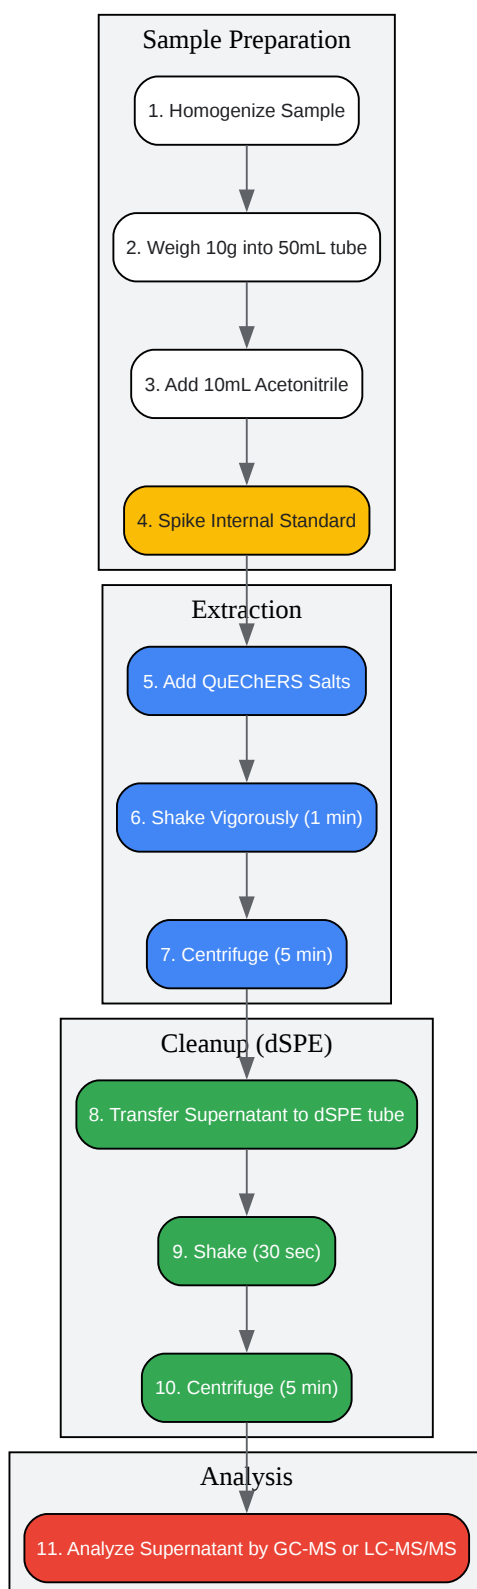 Sample Preparation
1. Homogenize Sample
2. Weigh 10g into 50mL tube
3. Add 10mL Acetonitrile
4. Spike Internal Standard
Extraction
5. Add QuEChERS Salts
6. Shake Vigorously (1 min)
7. Centrifuge (5 min)
Cleanup (dSPE)
8. Transfer Supernatant to dSPE tube
9. Shake (30 sec)
10. Centrifuge (5 min)
Analysis
11. Analyze Supernatant by GC-MS or LC-MS/MS